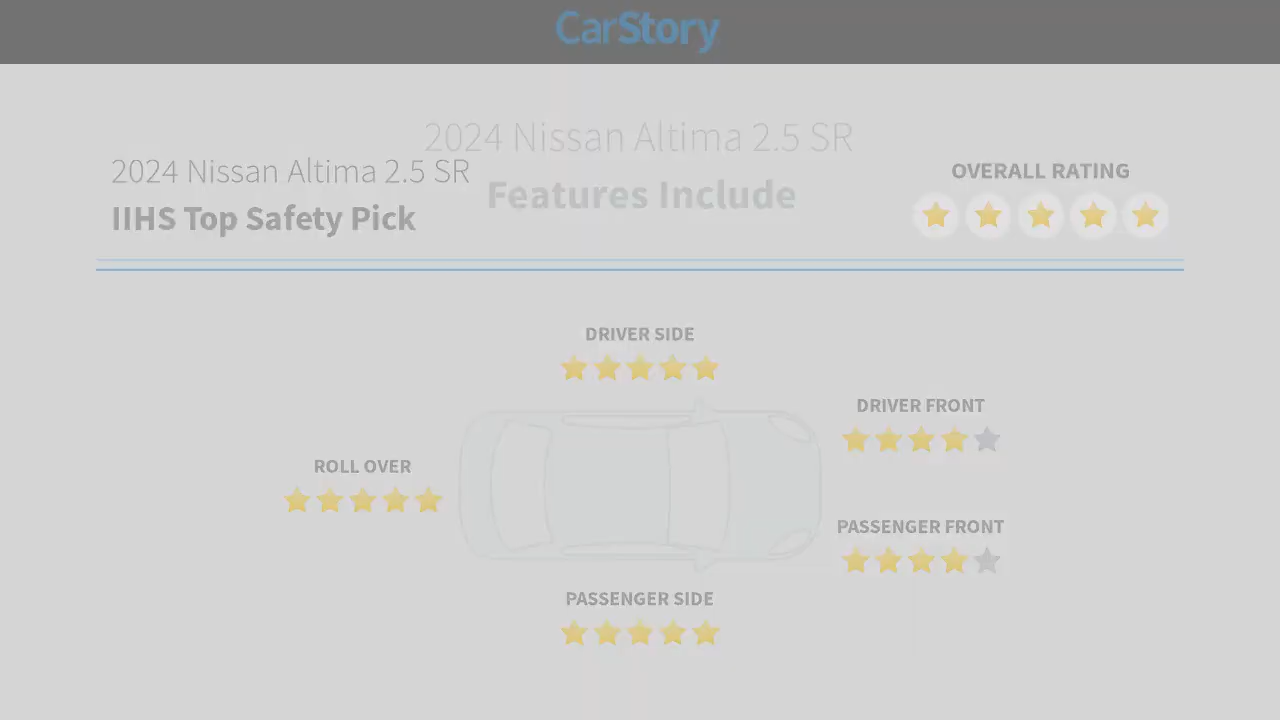 CarStory
2024 Nissan Altima 2.5 SR
Features Include
2024 Nissan Altima 2.5 SR
IIHS Top Safety Pick
OVERALL RATING
DRIVER SIDE
DRIVER FRONT
ROLL OVER
PASSENGER FRONT
PASSENGER SIDE